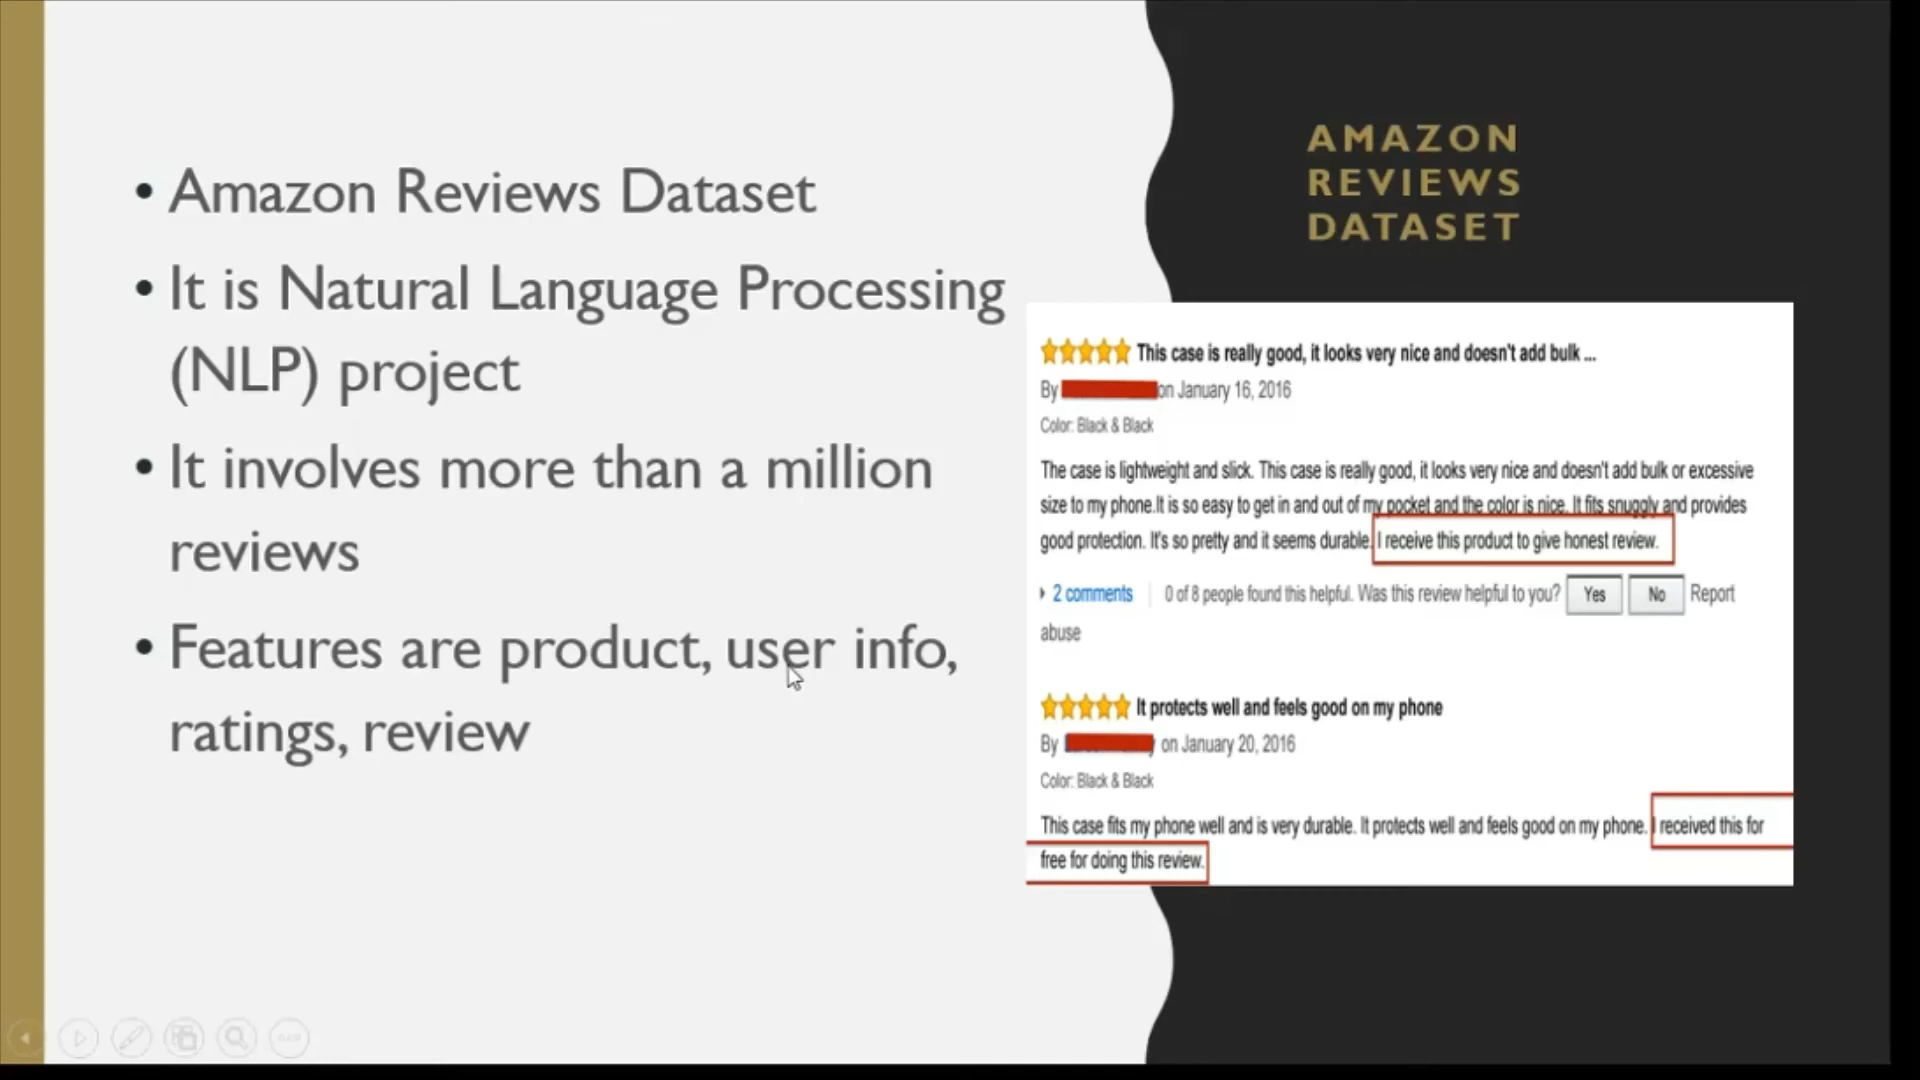 • Amazon Reviews Dataset
• It is Natural Language Processing
(NLP) project
• It involves more than a million
reviews
• Features are product, user info,
ratings, review
AMAZON
REVIEWS
DATASET
This case is really good, it looks very nice and doesn't add bulk ...
By on January 16, 2016
Color: Black & Black
The case is lightweight and slick. This case is really good, it looks very nice and doesn't add bulk or excessive
size to my phone.It is so easy to get in and out of my pocket and the color is nice. It fits snuggly and provides
good protection. It's so pretty and it seems durable. I receive this product to give honest review.
2 comments 0 of 8 people found this helpful. Was this review helpful to you? Yes No Report
abuse
It protects well and feels good on my phone
By on January 20, 2016
Color: Black & Black
This case fits my phone well and is very durable. It protects well and feels good on my phone. I received this for
free for doing this review.